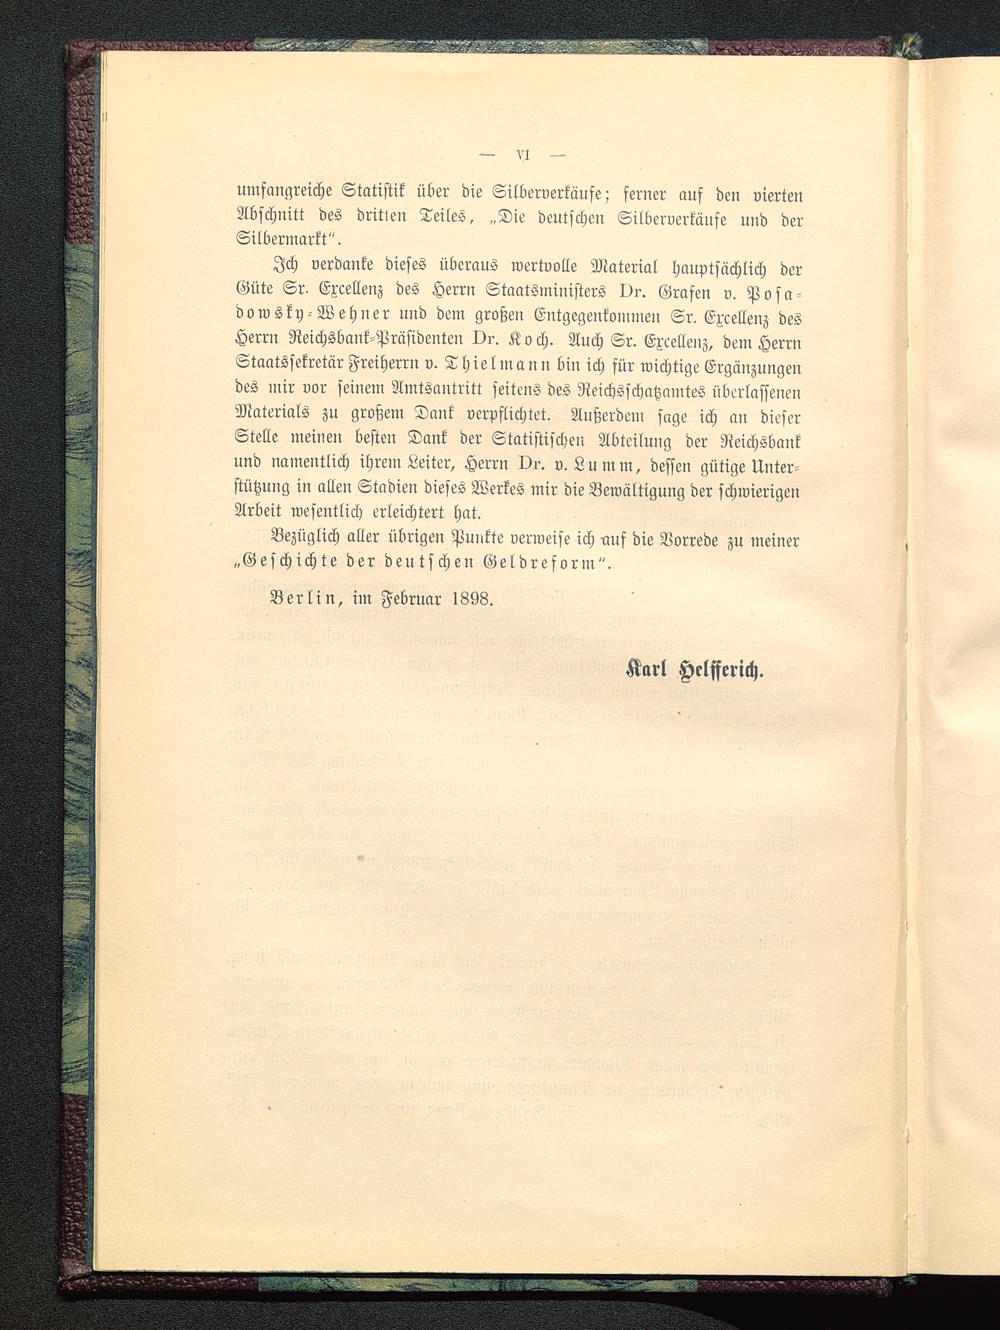 — VI —
umfangreiche Statistik über die Silberverkäufe; ferner auf den vierten
Abschnitt des dritten Teiles, „Die deutschen Silberverkäufe und der
Silbermarkt“.
Ich verdanke dieses überaus wertvolle Material hauptsächlich der
Güte Sr. Excellenz des Herrn Staatsministers Dr. Grafen v. Posa-
dowsky-Wehner und dem großen Entgegenkommen Sr. Excellenz des
Herrn Reichsbank-Präsidenten Dr. Koch. Auch Sr. Excellenz, dem Herrn
Staatssekretär Freiherrn v. Thielmann bin ich für wichtige Ergänzungen
des mir vor seinem Amtsantritt seitens des Reichsschatzamtes überlassenen
Materials zu großem Dank verpflichtet. Außerdem sage ich an dieser
Stelle meinen besten Dank der Statistischen Abteilung der Reichsbank
und namentlich ihrem Leiter, Herrn Dr. v. Lumm, dessen gütige Unter-
stützung in allen Stadien dieses Werkes mir die Bewältigung der schwierigen
Arbeit wesentlich erleichtert hat.
Bezüglich aller übrigen Punkte verweise ich auf die Vorrede zu meiner
„Geschichte der deutschen Geldreform“.
Berlin, im Februar 1898.
Karl Helfferich.